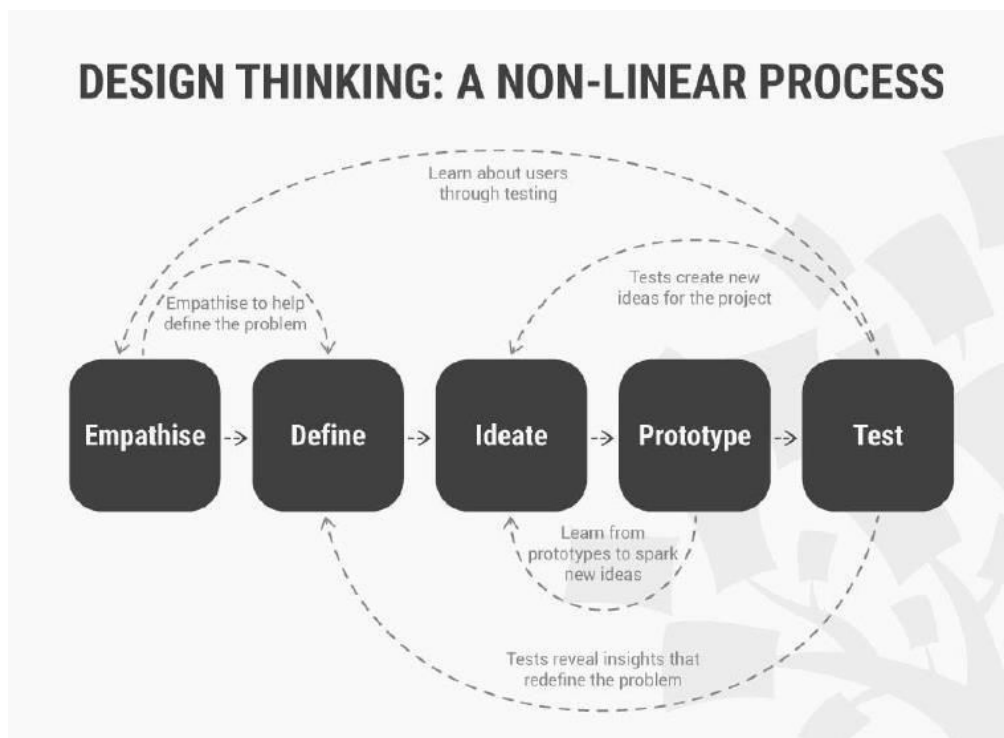 DESIGN THINKING: A NON-LINEAR PROCESS
Learn about users
through testing
Tests create new
ideas for the project
Empathise to help
define the problem
Empathise
Define
Ideate
Prototype
Test
Learn from
prototypes to spark
new ideas
Tests reveal insights that
redefine the problem